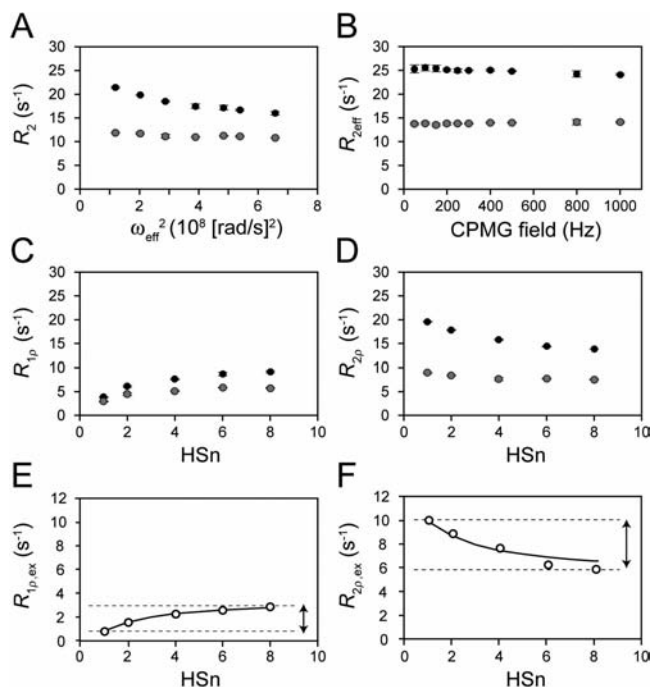 A
B
30
25
20
15
10
5
0
R2 (s-1)
0 2 4 6 8
ωeff2 (108 [rad/s]2)
30
25
20
15
10
5
0
R2eff (s-1)
0 200 400 600 800 1000
CPMG field (Hz)
C
D
30
25
20
15
10
5
0
R1ρ (s-1)
0 2 4 6 8 10
HSn
30
25
20
15
10
5
0
R2ρ (s-1)
0 2 4 6 8 10
HSn
E
F
12
10
8
6
4
2
0
R1ρ,ex (s-1)
0 2 4 6 8 10
HSn
12
10
8
6
4
2
0
R2ρ,ex (s-1)
0 2 4 6 8 10
HSn